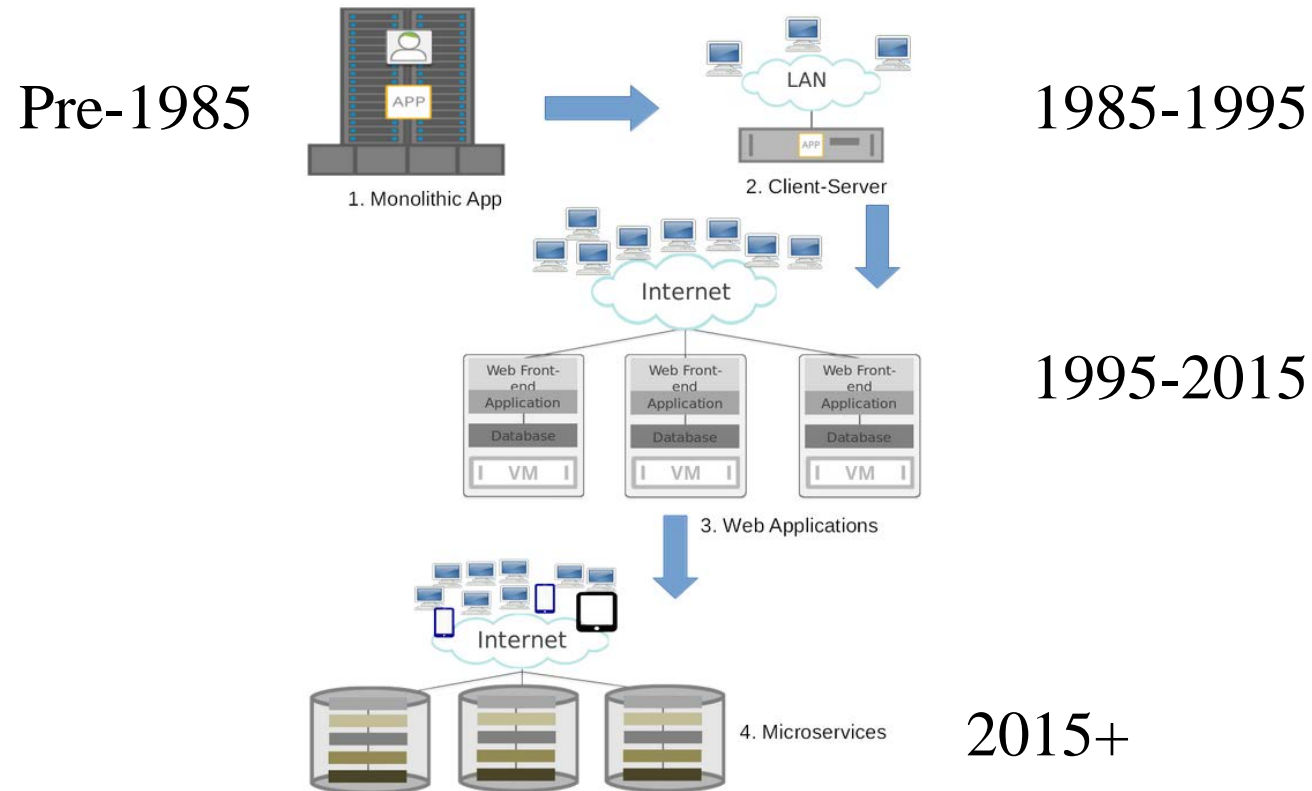 Pre-1985
APP
1. Monolithic App
LAN
APP
2. Client-Server
1985-1995
Internet
Web Front-
end
Application
Database
VM
Web Front-
end
Application
Database
VM
Web Front-
end
Application
Database
VM
1995-2015
3. Web Applications
Internet
4. Microservices
2015+